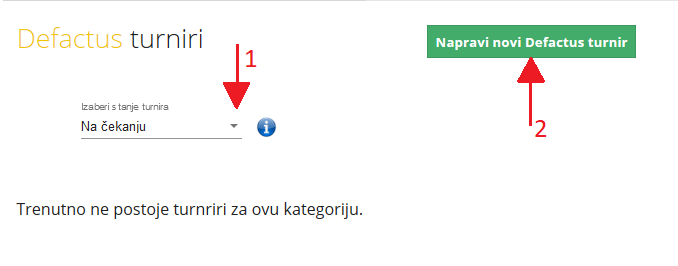 Defactus turniri
Napravi novi Defactus turnir
1
Izaberi stanje turnira
Na čekanju
2
Trenutno ne postoje turnriri za ovu kategoriju.